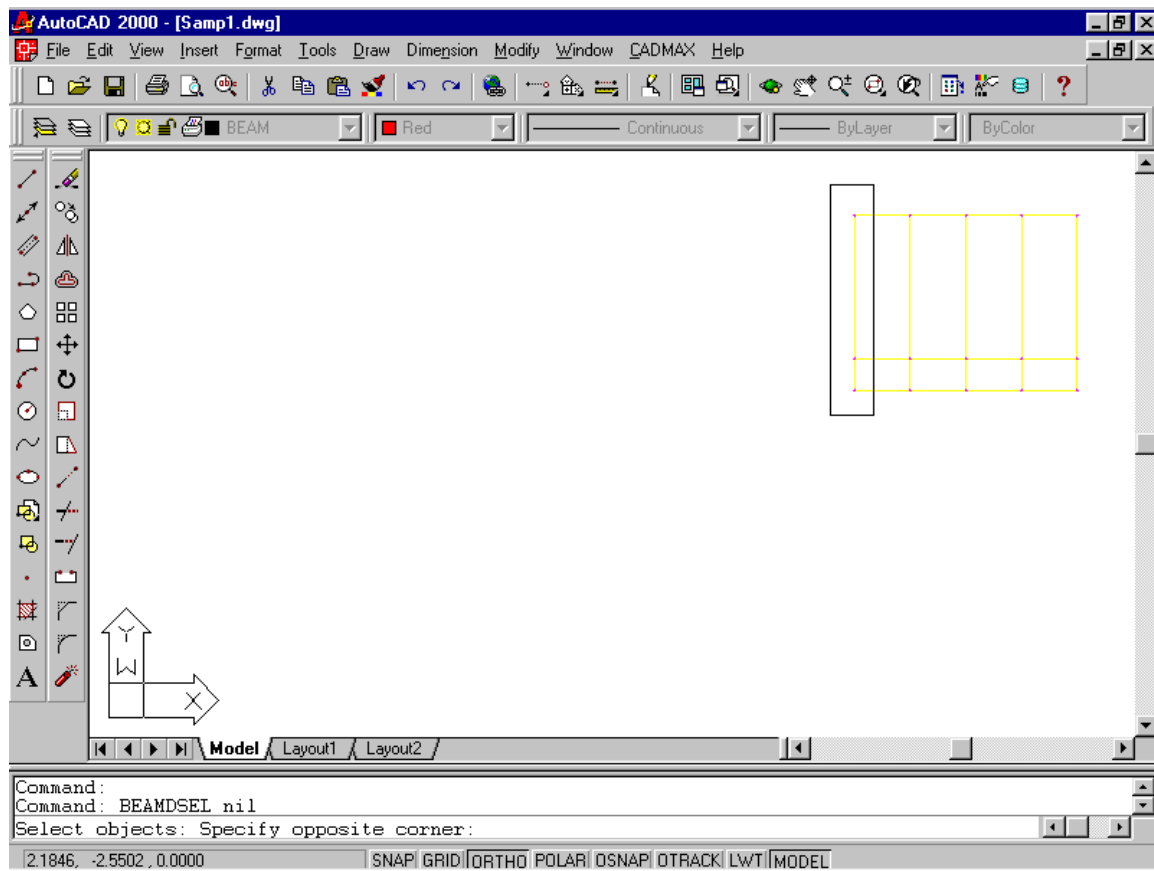 AutoCAD 2000 - [Samp1.dwg]
File Edit View Insert Format Tools Draw Dimension Modify Window CADMAX Help
BEAM Red Continuous ByLayer ByColor
A
Y
W
X
Model Layout1 Layout2
Command:
Command: BEAMDSEL nil
Select objects: Specify opposite corner:
2.1846, -2.5502 , 0.0000 SNAP GRID ORTHO POLAR OSNAP OTRACK LWT MODEL